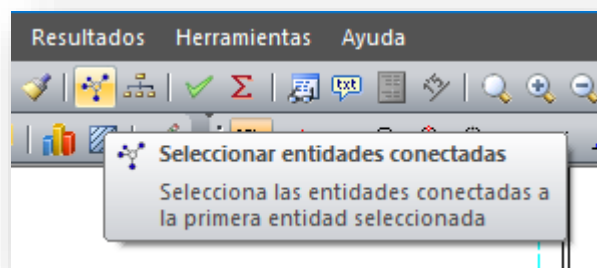 Resultados Herramientas Ayuda
txt
Seleccionar entidades conectadas
Selecciona las entidades conectadas a
la primera entidad seleccionada